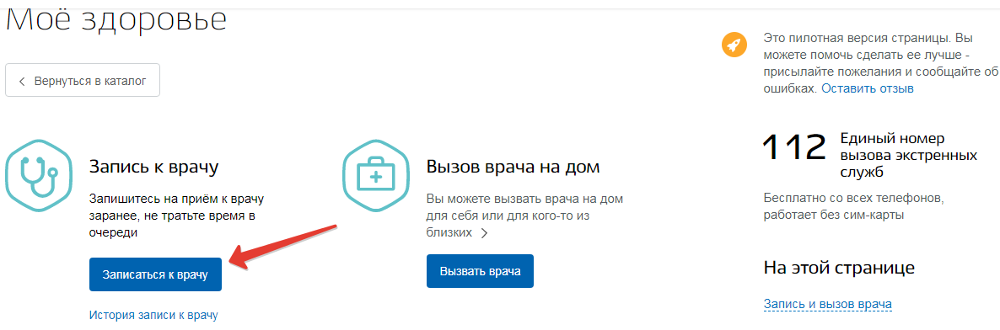 Моё здоровье
Вернуться в каталог
Запись к врачу
Запишитесь на приём к врачу
заранее, не тратьте время в
очереди
Записаться к врачу
История записи к врачу
Вызов врача на дом
Вы можете вызвать врача на дом
для себя или для кого-то из
близких
Вызвать врача
Это пилотная версия страницы. Вы
можете помочь сделать ее лучше -
присылайте пожелания и сообщайте об
ошибках. Оставить отзыв
112
Единый номер
вызова экстренных
служб
Бесплатно со всех телефонов,
работает без сим-карты
На этой странице
Запись и вызов врача